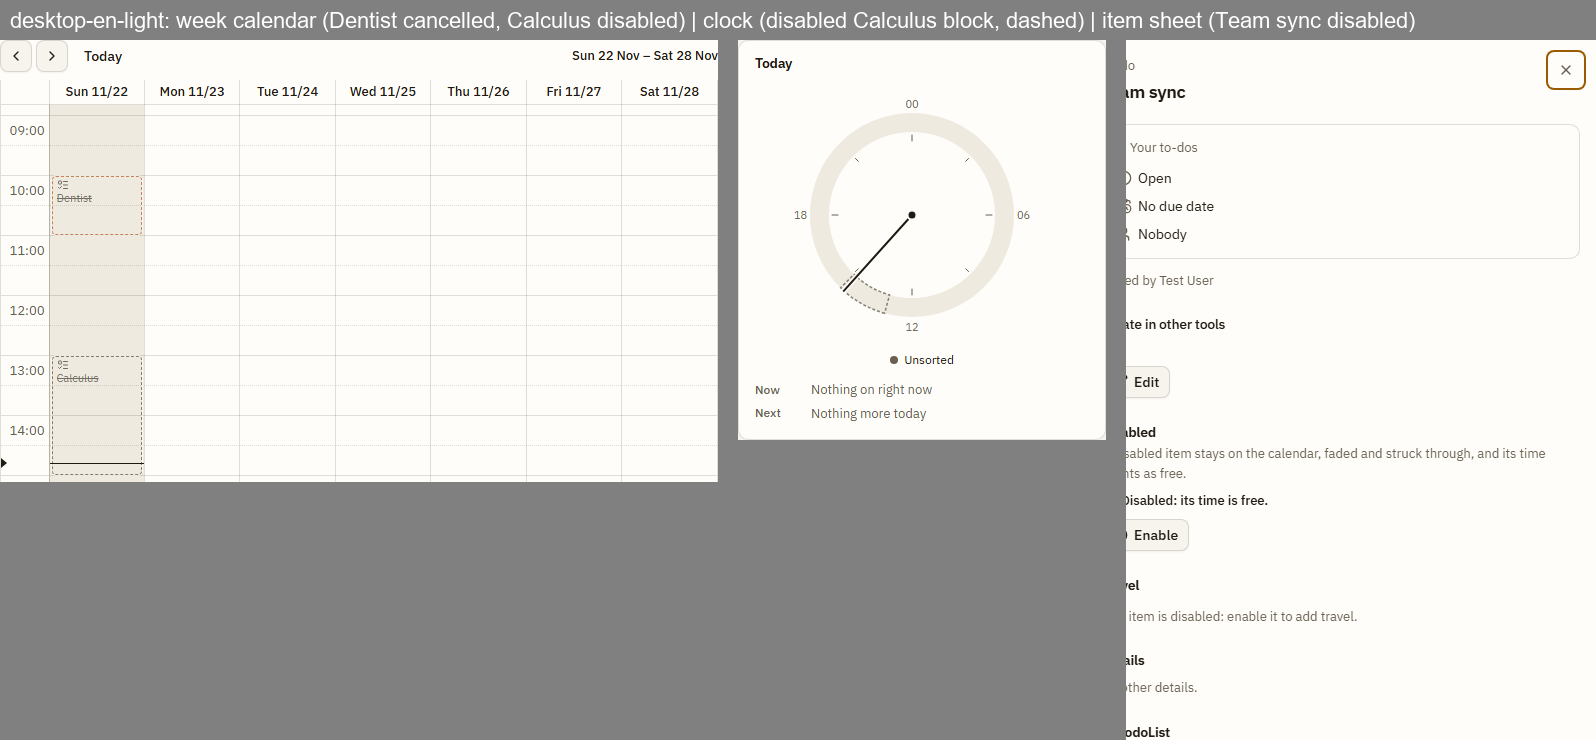 desktop-en-light: week calendar (Dentist cancelled, Calculus disabled) | clock (disabled Calculus block, dashed) | item sheet (Team sync disabled)
Today
Sun 22 Nov – Sat 28 Nov
Sun 11/22 Mon 11/23 Tue 11/24 Wed 11/25 Thu 11/26 Fri 11/27 Sat 11/28
09:00
10:00
Dentist
11:00
12:00
13:00
Calculus
14:00
Today
00
18
06
12
Unsorted
Now Nothing on right now
Next Nothing more today
do
am sync
Your to-dos
Open
No due date
Nobody
ed by Test User
ate in other tools
Edit
abled
sabled item stays on the calendar, faded and struck through, and its time
nts as free.
Disabled: its time is free.
Enable
vel
item is disabled: enable it to add travel.
ails
other details.
odoList